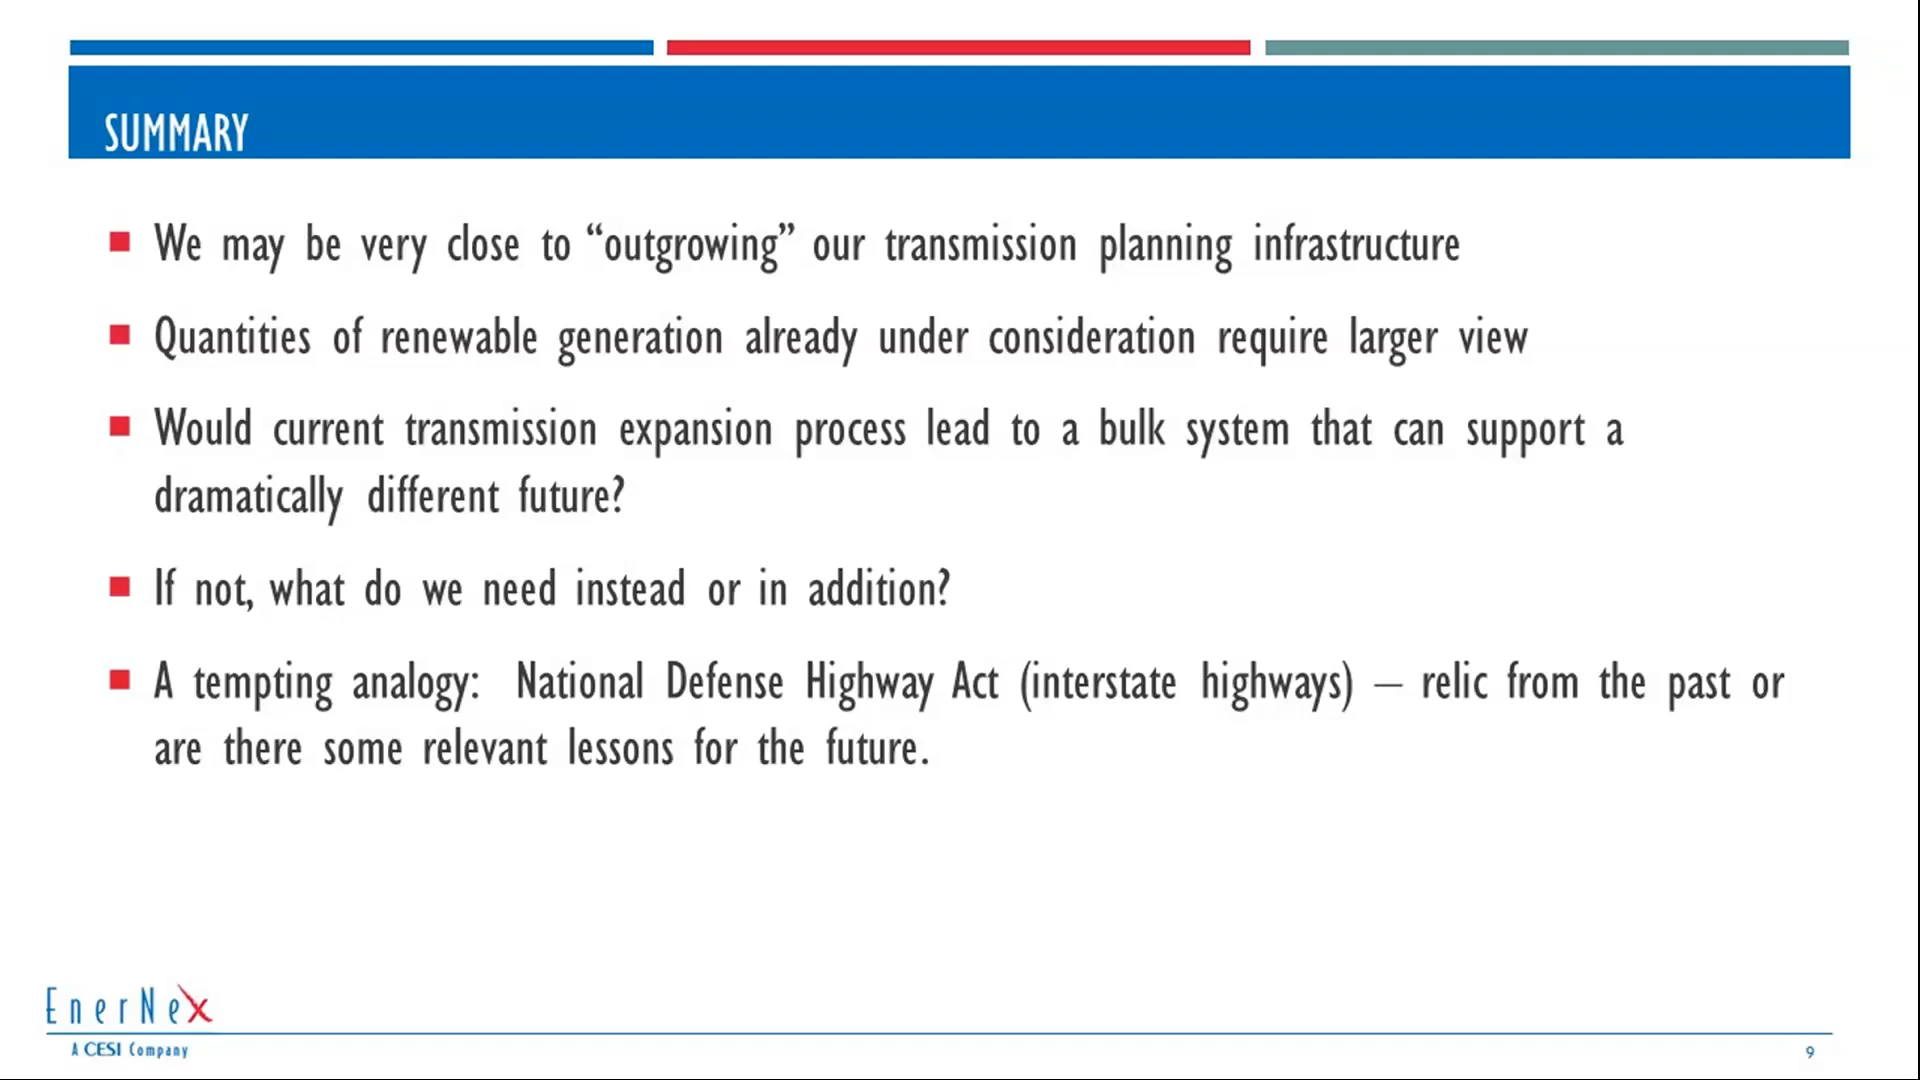 SUMMARY
We may be very close to “outgrowing” our transmission planning infrastructure
Quantities of renewable generation already under consideration require larger view
Would current transmission expansion process lead to a bulk system that can support a
dramatically different future?
If not, what do we need instead or in addition?
A tempting analogy: National Defense Highway Act (interstate highways) – relic from the past or
are there some relevant lessons for the future.
EnerNex
A CESI Company
9